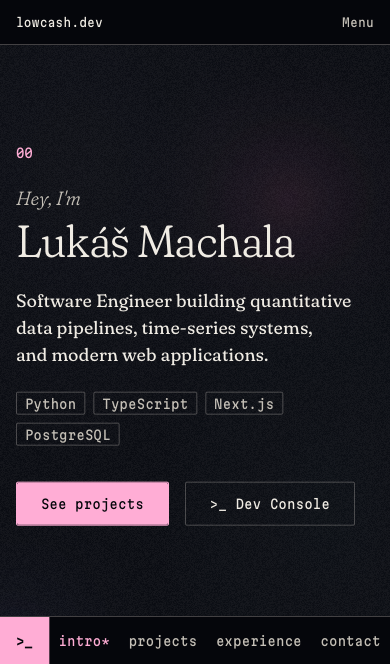 lowcash.dev Menu
00
Hey, I'm
Lukáš Machala
Software Engineer building quantitative
data pipelines, time-series systems,
and modern web applications.
Python TypeScript Next.js
PostgreSQL
See projects >_ Dev Console
>_ intro* projects experience contact